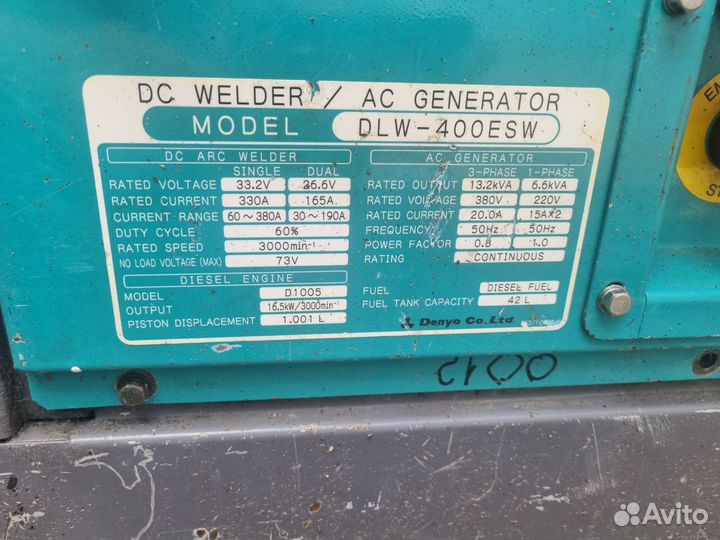 DC WELDER / AC GENERATOR
MODEL DLW-400ESW
DC ARC WELDER
SINGLE DUAL
RATED VOLTAGE 33.2V 26.6V
RATED CURRENT 330A 165A
CURRENT RANGE 60~380A 30~190A
DUTY CYCLE 60%
RATED SPEED 3000min⁻¹
NO LOAD VOLTAGE (MAX) 73V
AC GENERATOR
3-PHASE 1-PHASE
RATED OUTPUT 13.2kVA 6.6kVA
RATED VOLTAGE 380V 220V
RATED CURRENT 20.0A 15A×2
FREQUENCY 50Hz 50Hz
POWER FACTOR 0.8 1.0
RATING CONTINUOUS
DIESEL ENGINE
MODEL D1005
OUTPUT 16.5kW/3000min⁻¹
PISTON DISPLACEMENT 1.001 L
FUEL DIESEL FUEL
FUEL TANK CAPACITY 42 L
Denyo Co.,Ltd.
EM
ST
Avito